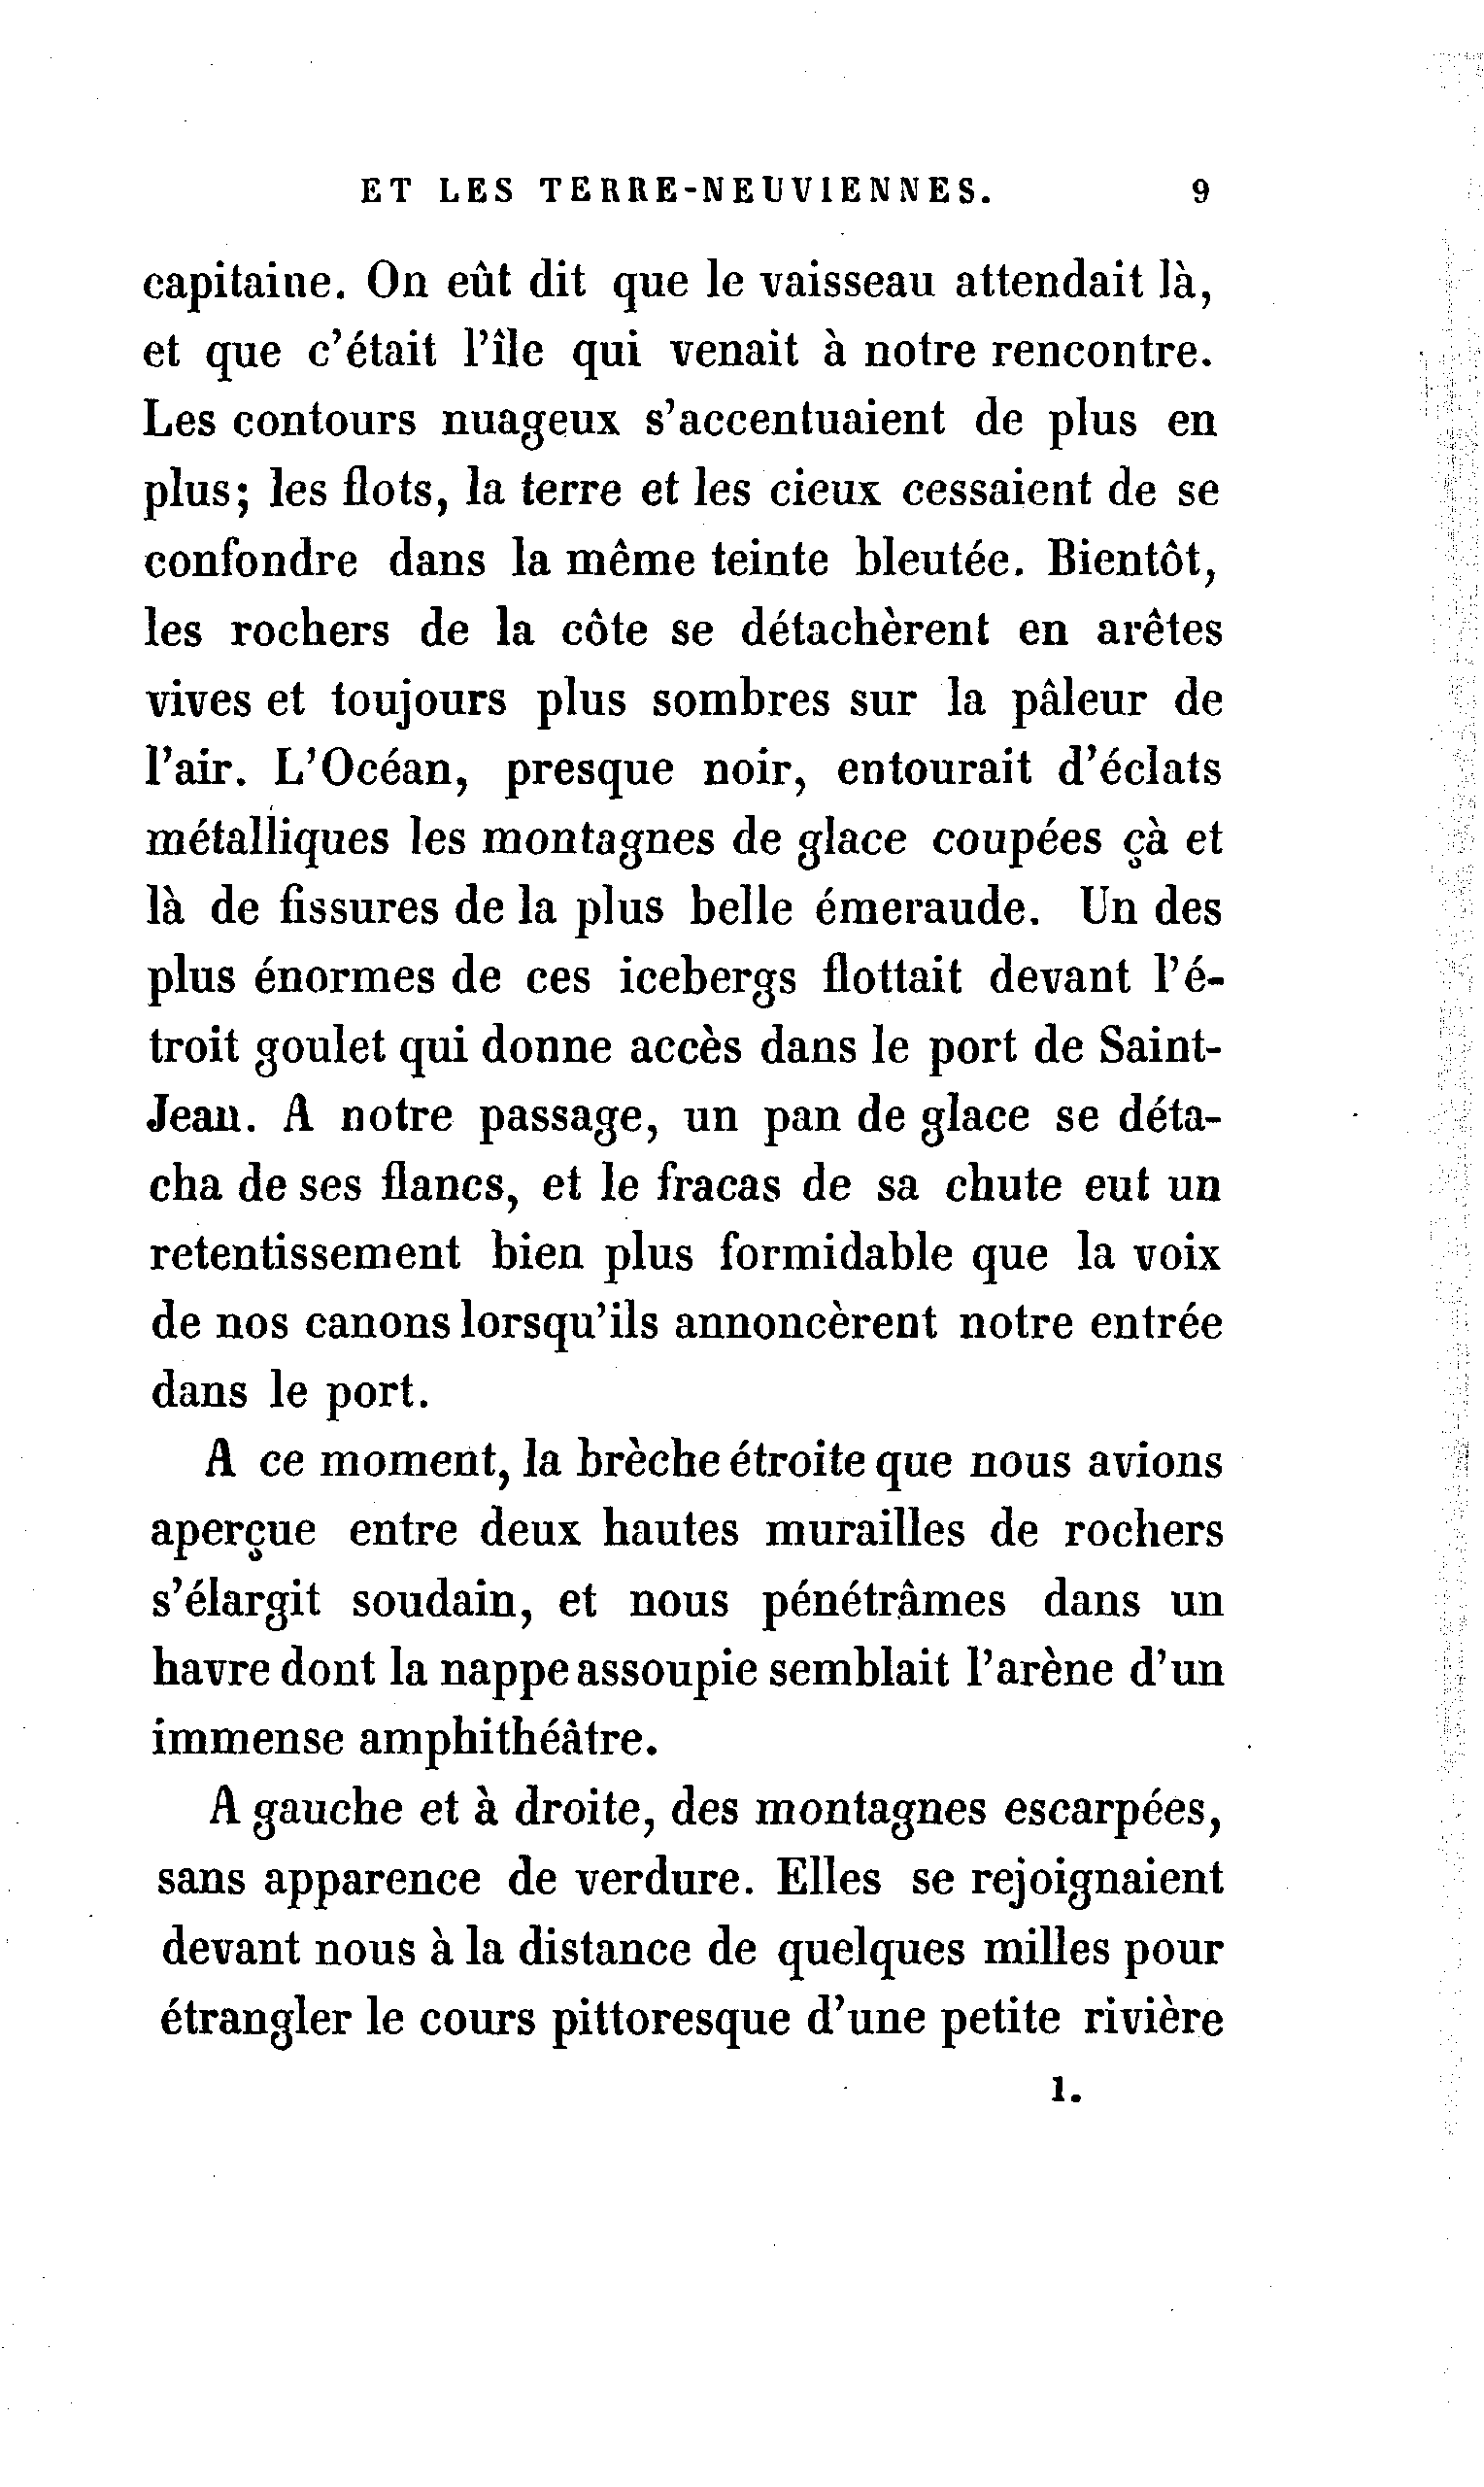 ET LES TERRE-NEUVIENNES. 9
capitaine. On eût dit que le vaisseau attendait là,
et que c'était l'île qui venait à notre rencontre.
Les contours nuageux s'accentuaient de plus en
plus; les flots, la terre et les cieux cessaient de se
confondre dans la même teinte bleutée. Bientôt,
les rochers de la côte se détachèrent en arêtes
vives et toujours plus sombres sur la pâleur de
l'air. L'Océan, presque noir, entourait d'éclats
métalliques les montagnes de glace coupées çà et
là de fissures de la plus belle émeraude. Un des
plus énormes de ces icebergs flottait devant l'é-
troit goulet qui donne accès dans le port de Saint-
Jean. A notre passage, un pan de glace se déta-
cha de ses flancs, et le fracas de sa chute eut un
retentissement bien plus formidable que la voix
de nos canons lorsqu'ils annoncèrent notre entrée
dans le port.
A ce moment, la brèche étroite que nous avions
aperçue entre deux hautes murailles de rochers
s'élargit soudain, et nous pénétrâmes dans un
havre dont la nappe assoupie semblait l'arène d'un
immense amphithéâtre.
A gauche et à droite, des montagnes escarpées,
sans apparence de verdure. Elles se rejoignaient
devant nous à la distance de quelques milles pour
étrangler le cours pittoresque d'une petite rivière
1.